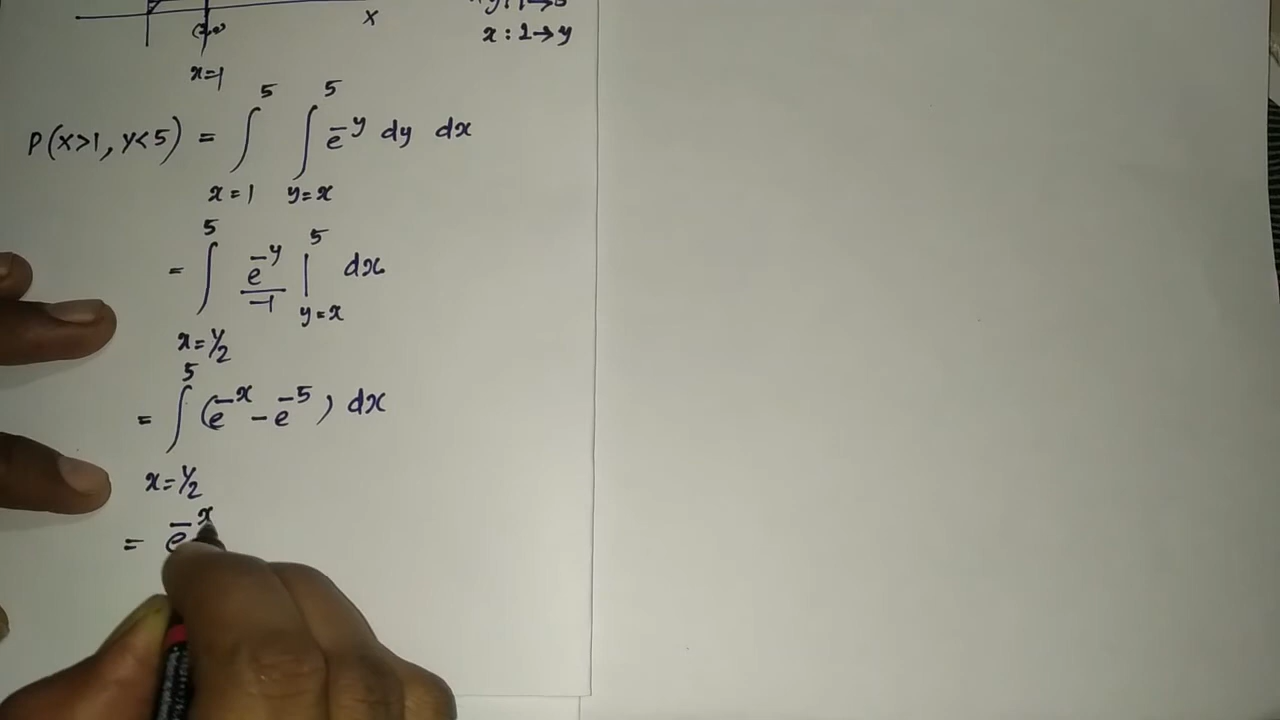 x
x : 1 → y
x=1
P(X>1, Y<5) = ∫_{x=1}^{5} ∫_{y=x}^{5} e^{-y} dy dx
= ∫_{x=1/2}^{5} e^{-y}/-1 |_{y=x}^{5} dx
= ∫_{x=1/2}^{5} (e^{-x} - e^{-5}) dx
= e^{-x}